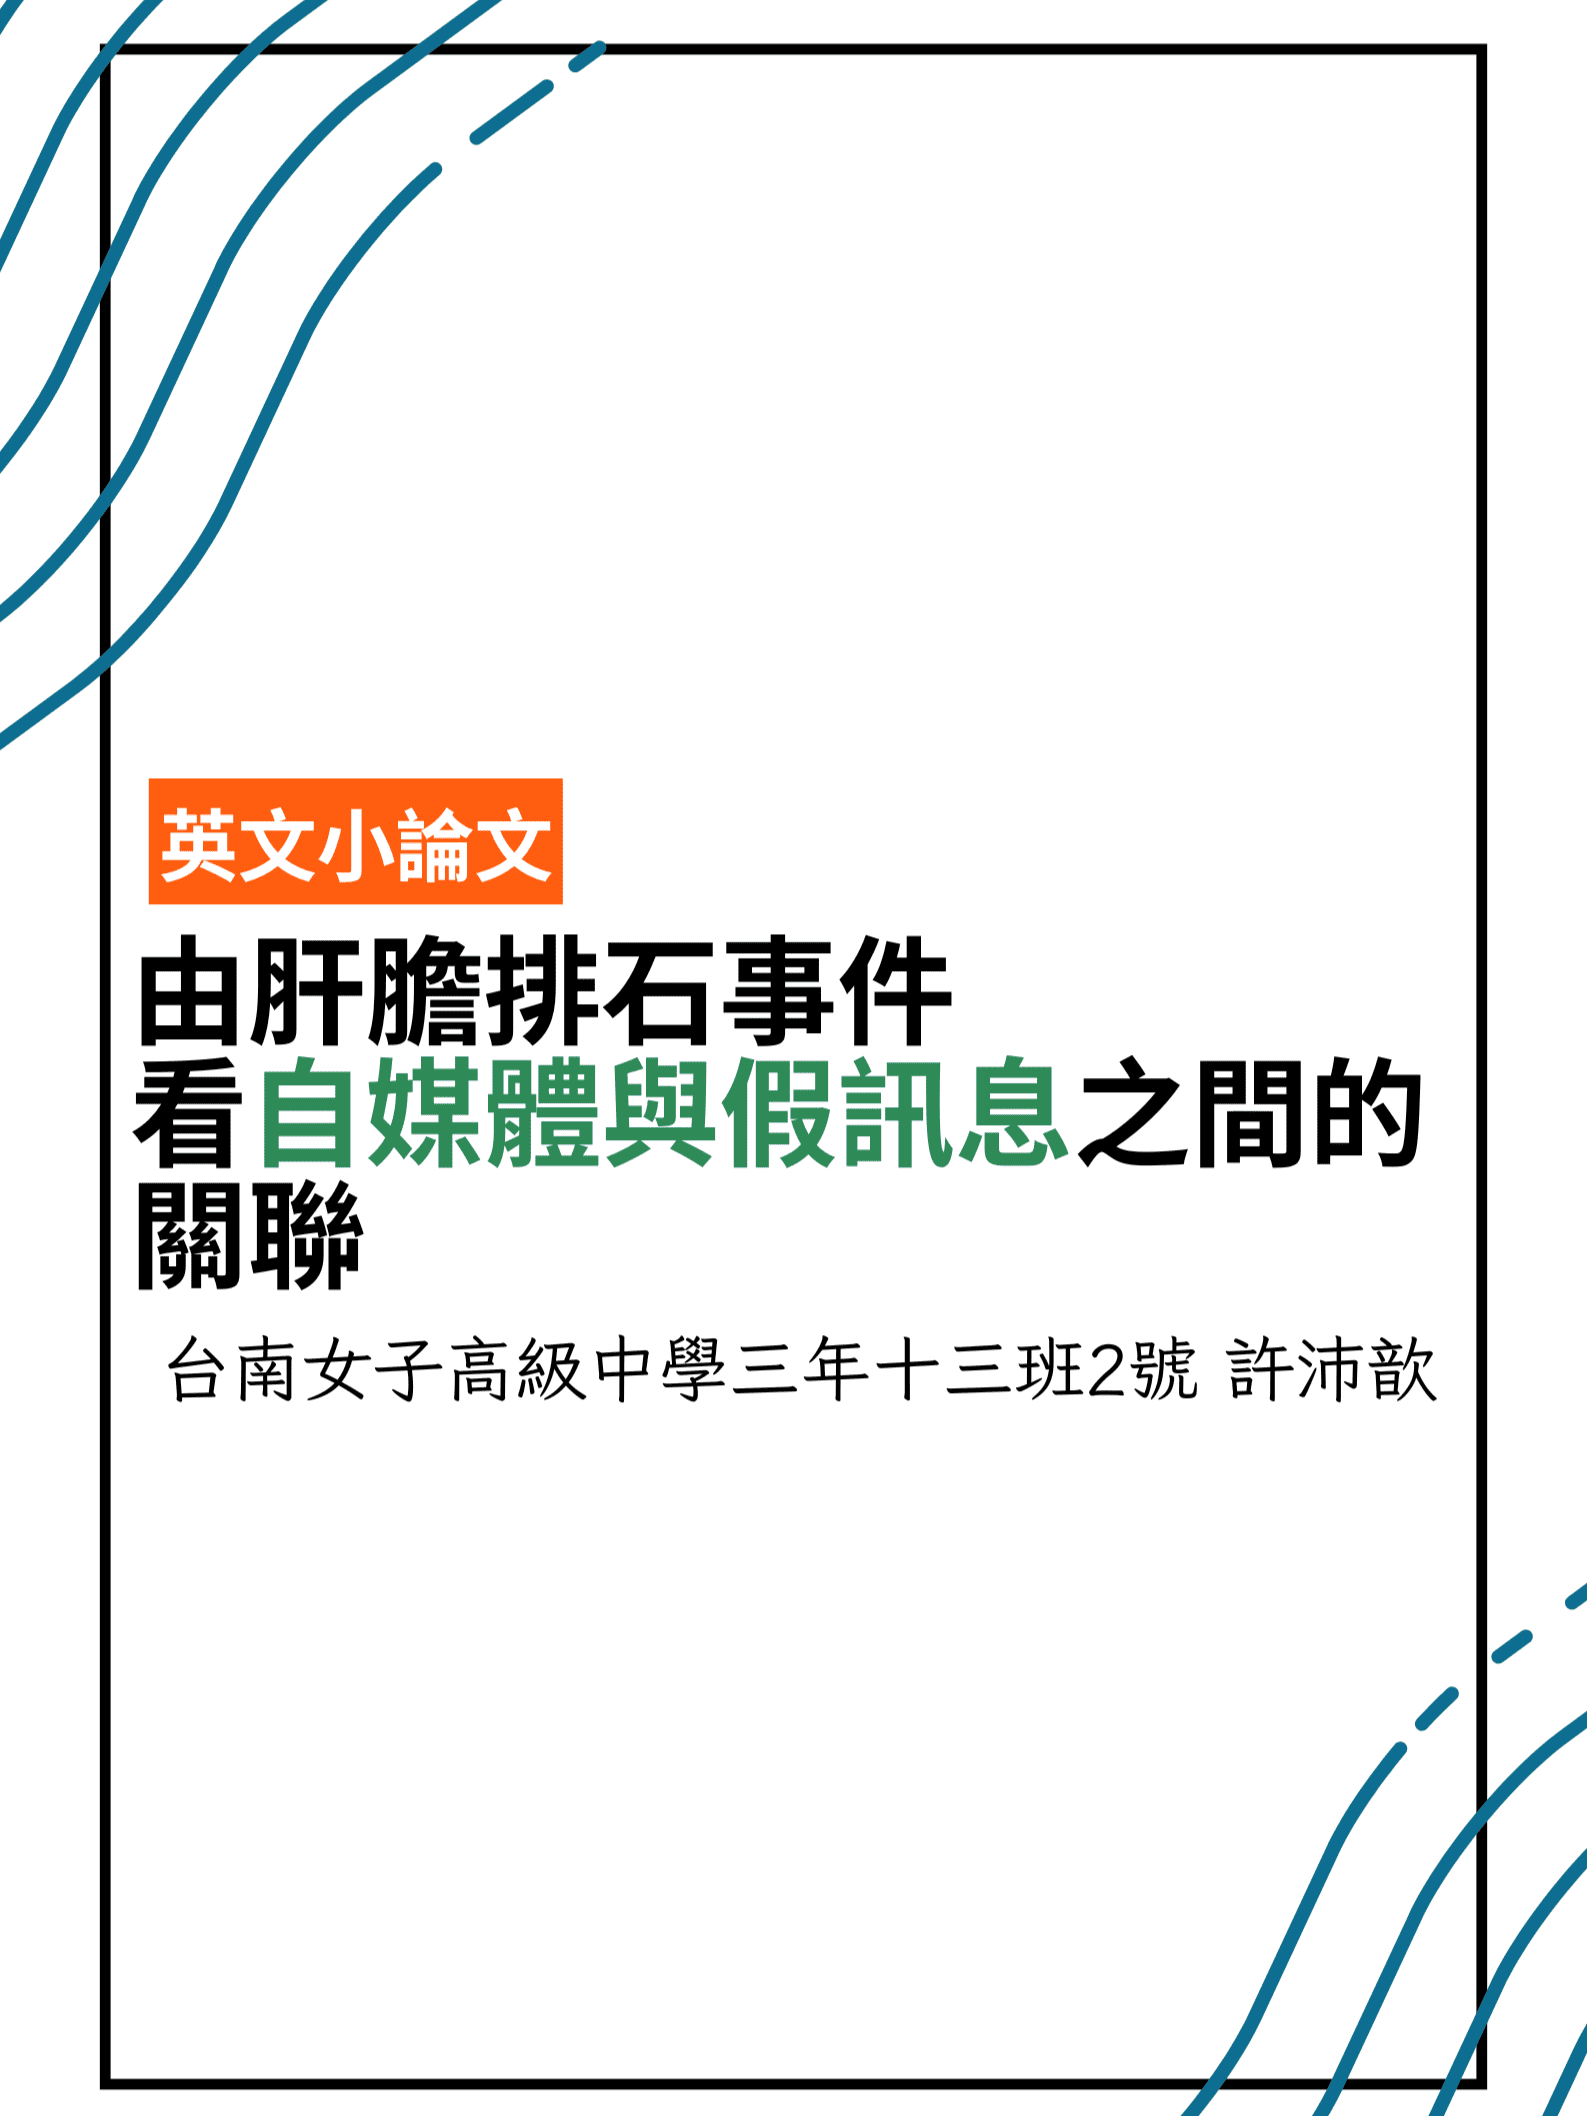 英文小論文
由肝膽排石事件
看自媒體與假訊息之間的
關聯
台南女子高級中學三年十三班2號 許沛歆